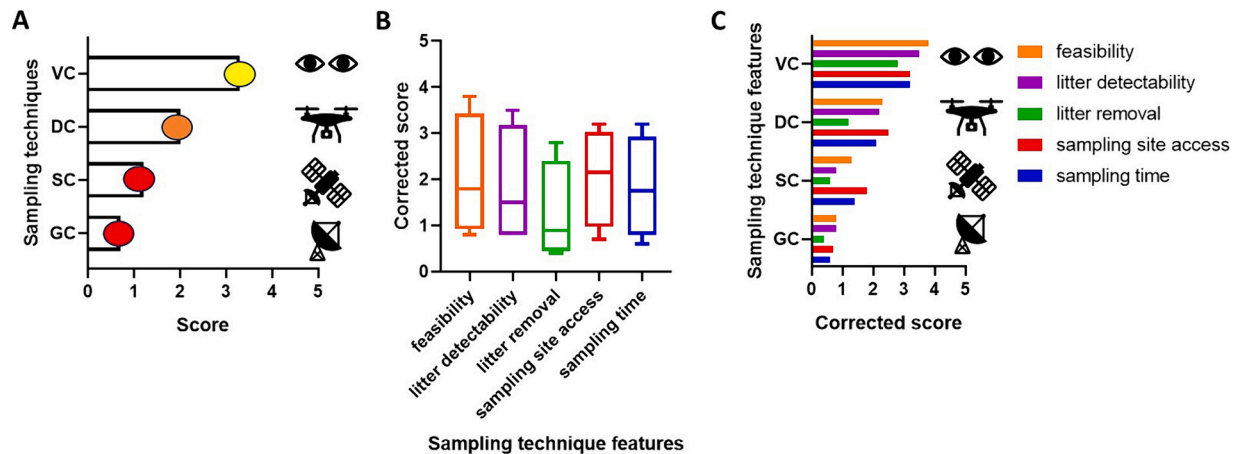 A
Sampling techniques
VC
DC
SC
GC
0 1 2 3 4 5
Score
B
Corrected score
5
4
3
2
1
0
feasibility
litter detectability
litter removal
sampling site access
sampling time
Sampling technique features
C
Sampling technique features
VC
DC
SC
GC
0 1 2 3 4 5
Corrected score
feasibility
litter detectability
litter removal
sampling site access
sampling time